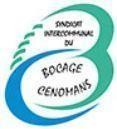 SYNDICAT
INTERCOMMUNAL
DU
BOCAGE
CENOMANS